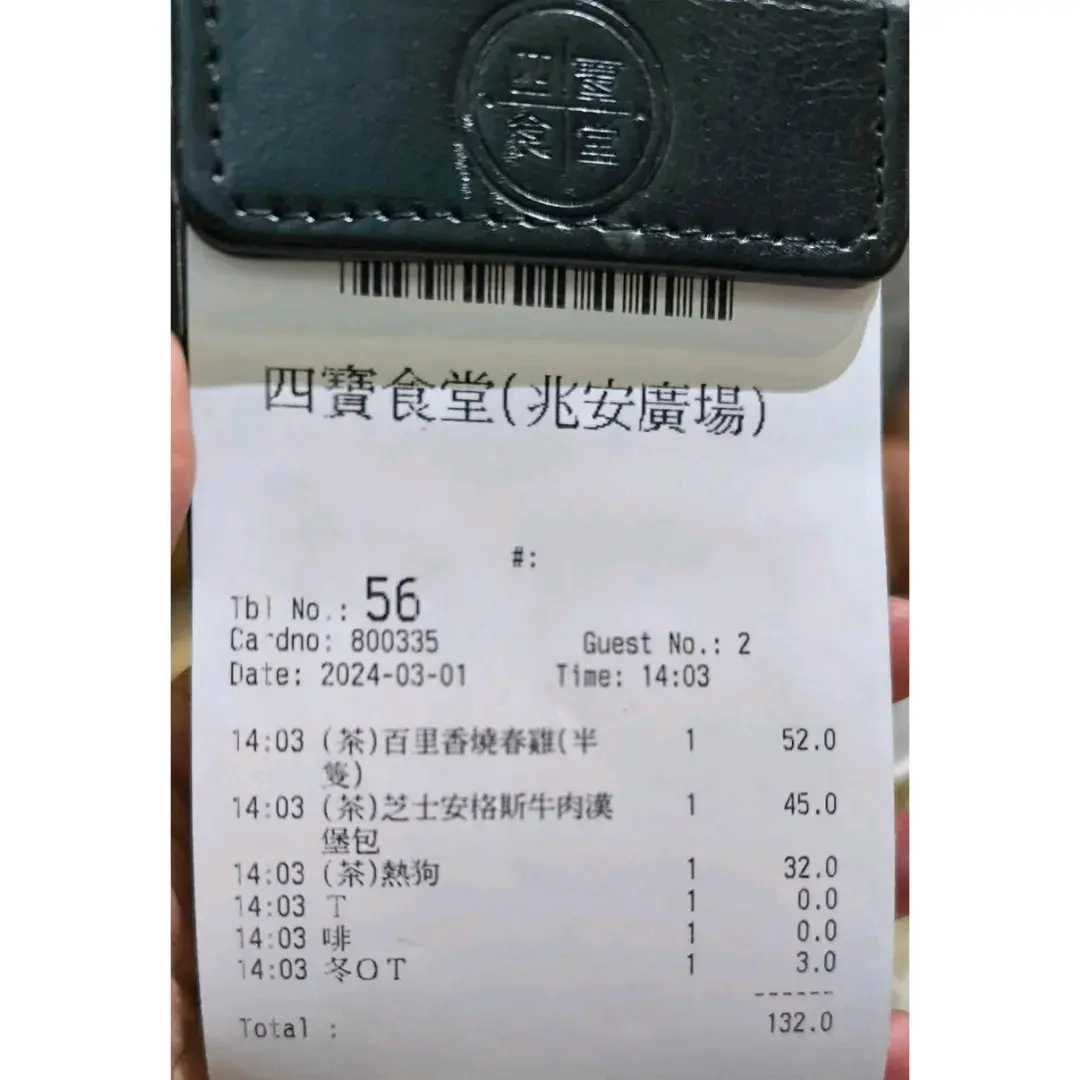 四寶
食堂
四寶食堂(兆安廣場)
#:
Tbl No.: 56
Cardno: 800335 Guest No.: 2
Date: 2024-03-01 Time: 14:03
14:03 (茶)百里香燒春雞(半 1 52.0
隻)
14:03 (茶)芝士安格斯牛肉漢 1 45.0
堡包
14:03 (茶)熱狗 1 32.0
14:03 T 1 0.0
14:03 啡 1 0.0
14:03 冬OT 1 3.0
------
Total : 132.0